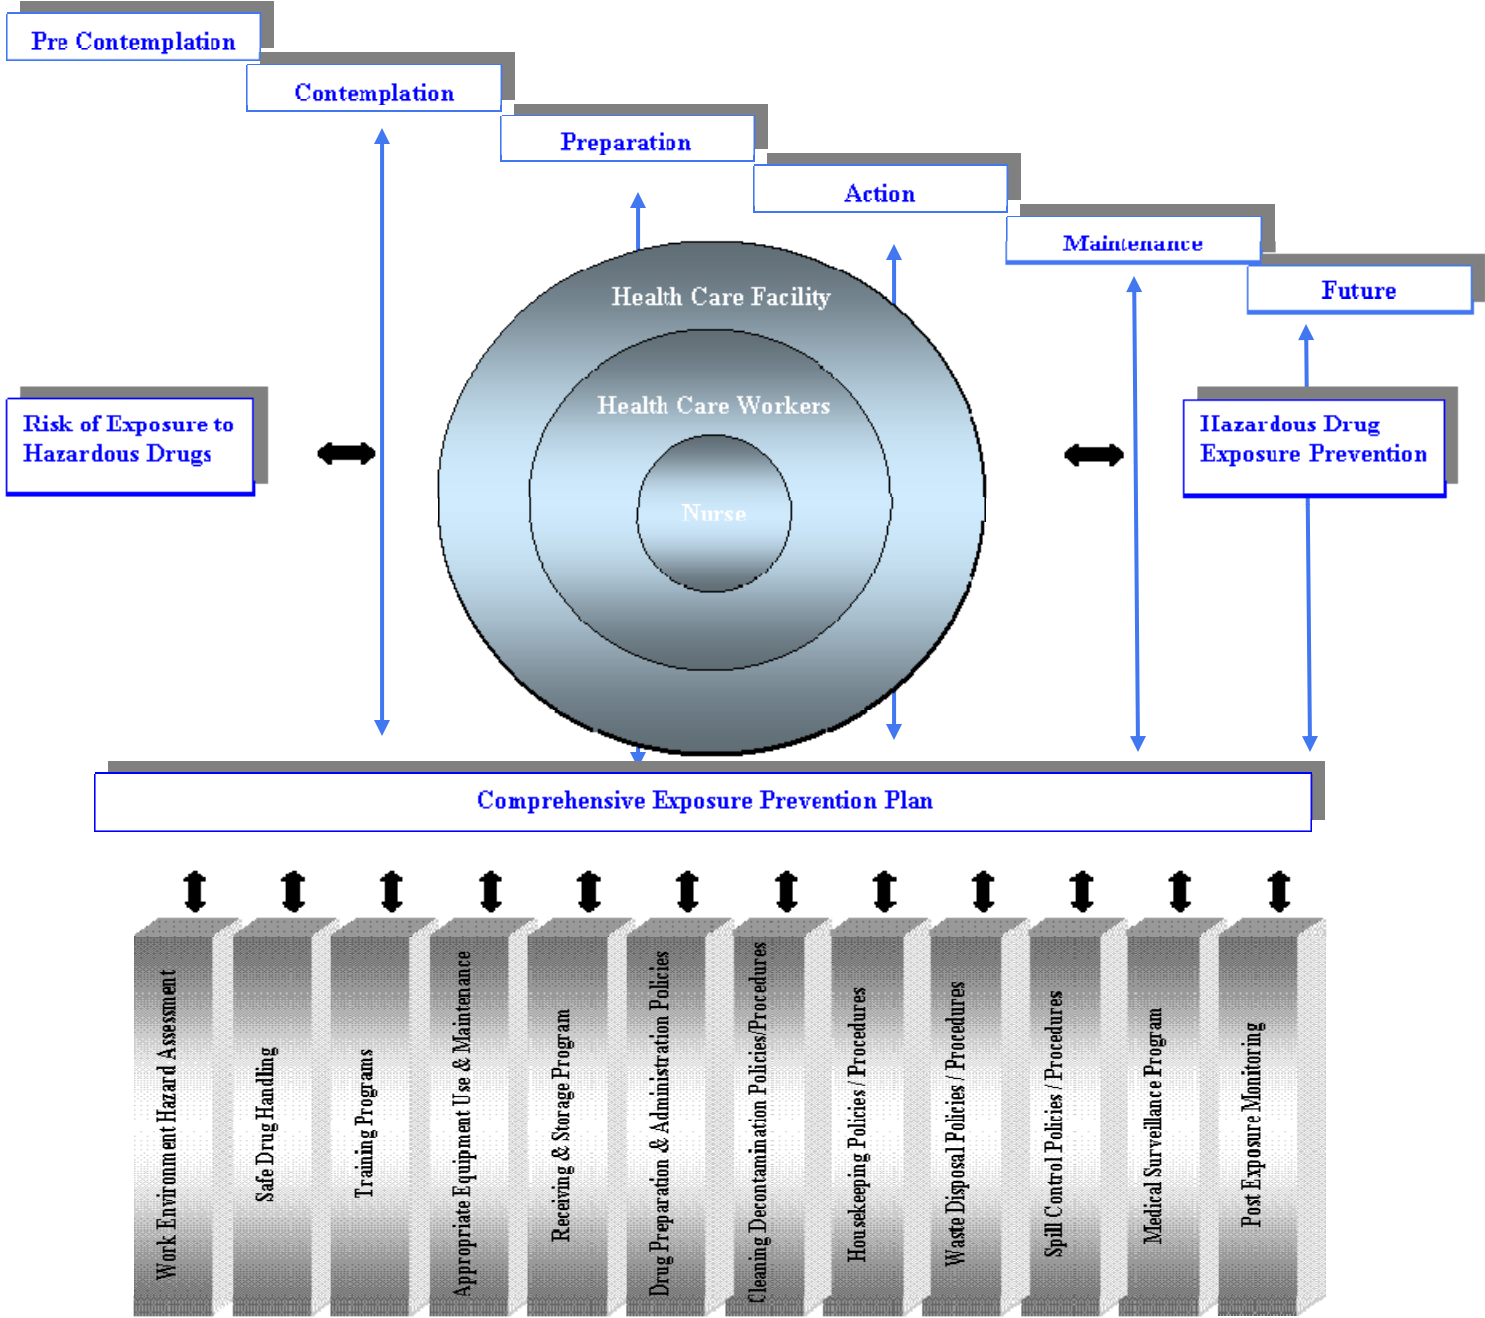 Pre Contemplation
Contemplation
Preparation
Action
Maintenance
Future
Health Care Facility
Health Care Workers
Nurse
Risk of Exposure to
Hazardous Drugs
Hazardous Drug
Exposure Prevention
Comprehensive Exposure Prevention Plan
Work Environment Hazard Assessment
Safe Drug Handling
Training Programs
Appropriate Equipment Use & Maintenance
Receiving & Storage Program
Drug Preparation & Administration Policies
Cleaning Decontamination Policies/Procedures
Housekeeping Policies / Procedures
Waste Disposal Policies / Procedures
Spill Control Policies / Procedures
Medical Surveillance Program
Post Exposure Monitoring